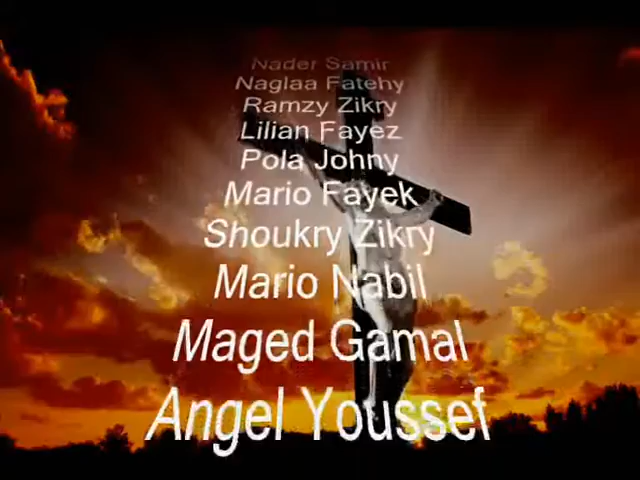 Nader Samir
Naglaa Fatehy
Ramzy Zikry
Lilian Fayez
Pola Johny
Mario Fayek
Shoukry Zikry
Mario Nabil
Maged Gamal
Angel Youssef